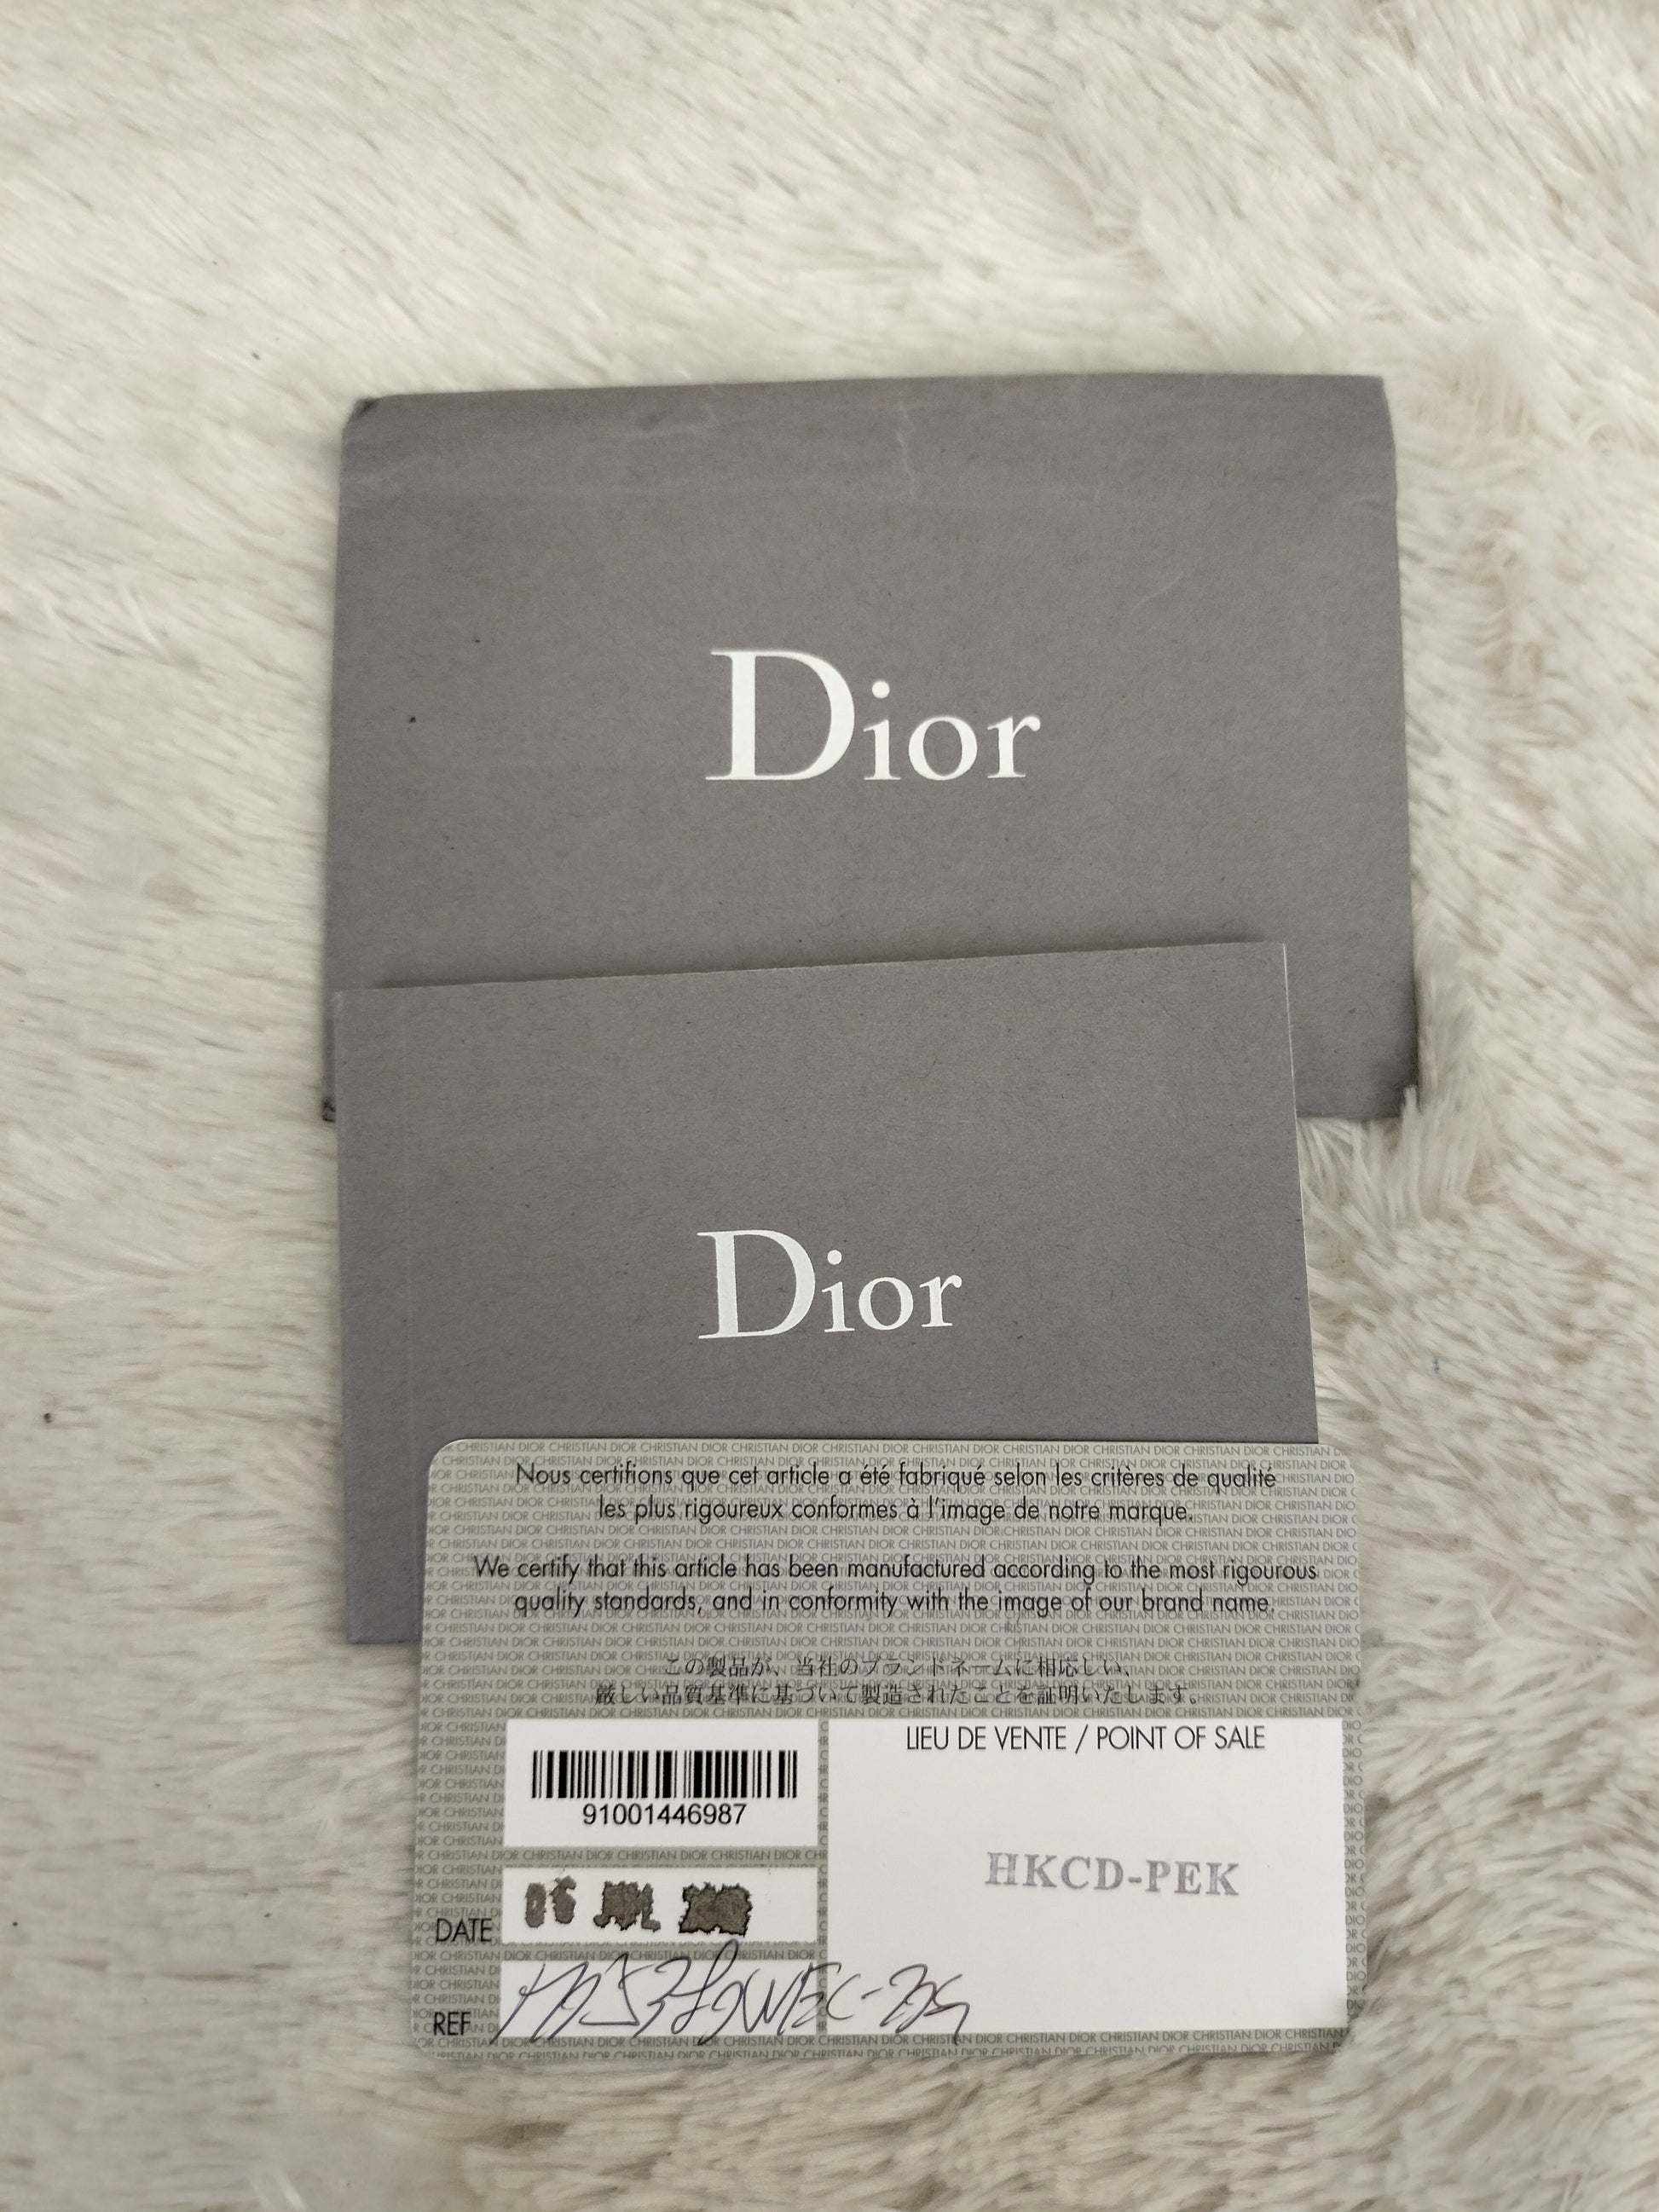 Dior
Dior
Nous certifions que cet article a été fabriqué selon les critères de qualité
les plus rigoureux conformes à l'image de notre marque.
We certify that this article has been manufactured according to the most rigourous
quality standards, and in conformity with the image of our brand name.
この製品が、当社のブランドネームに相応しい、
厳しい品質基準に基づいて製造されたことを証明いたします。
LIEU DE VENTE / POINT OF SALE
91001446987
HKCD-PEK
DATE
REF